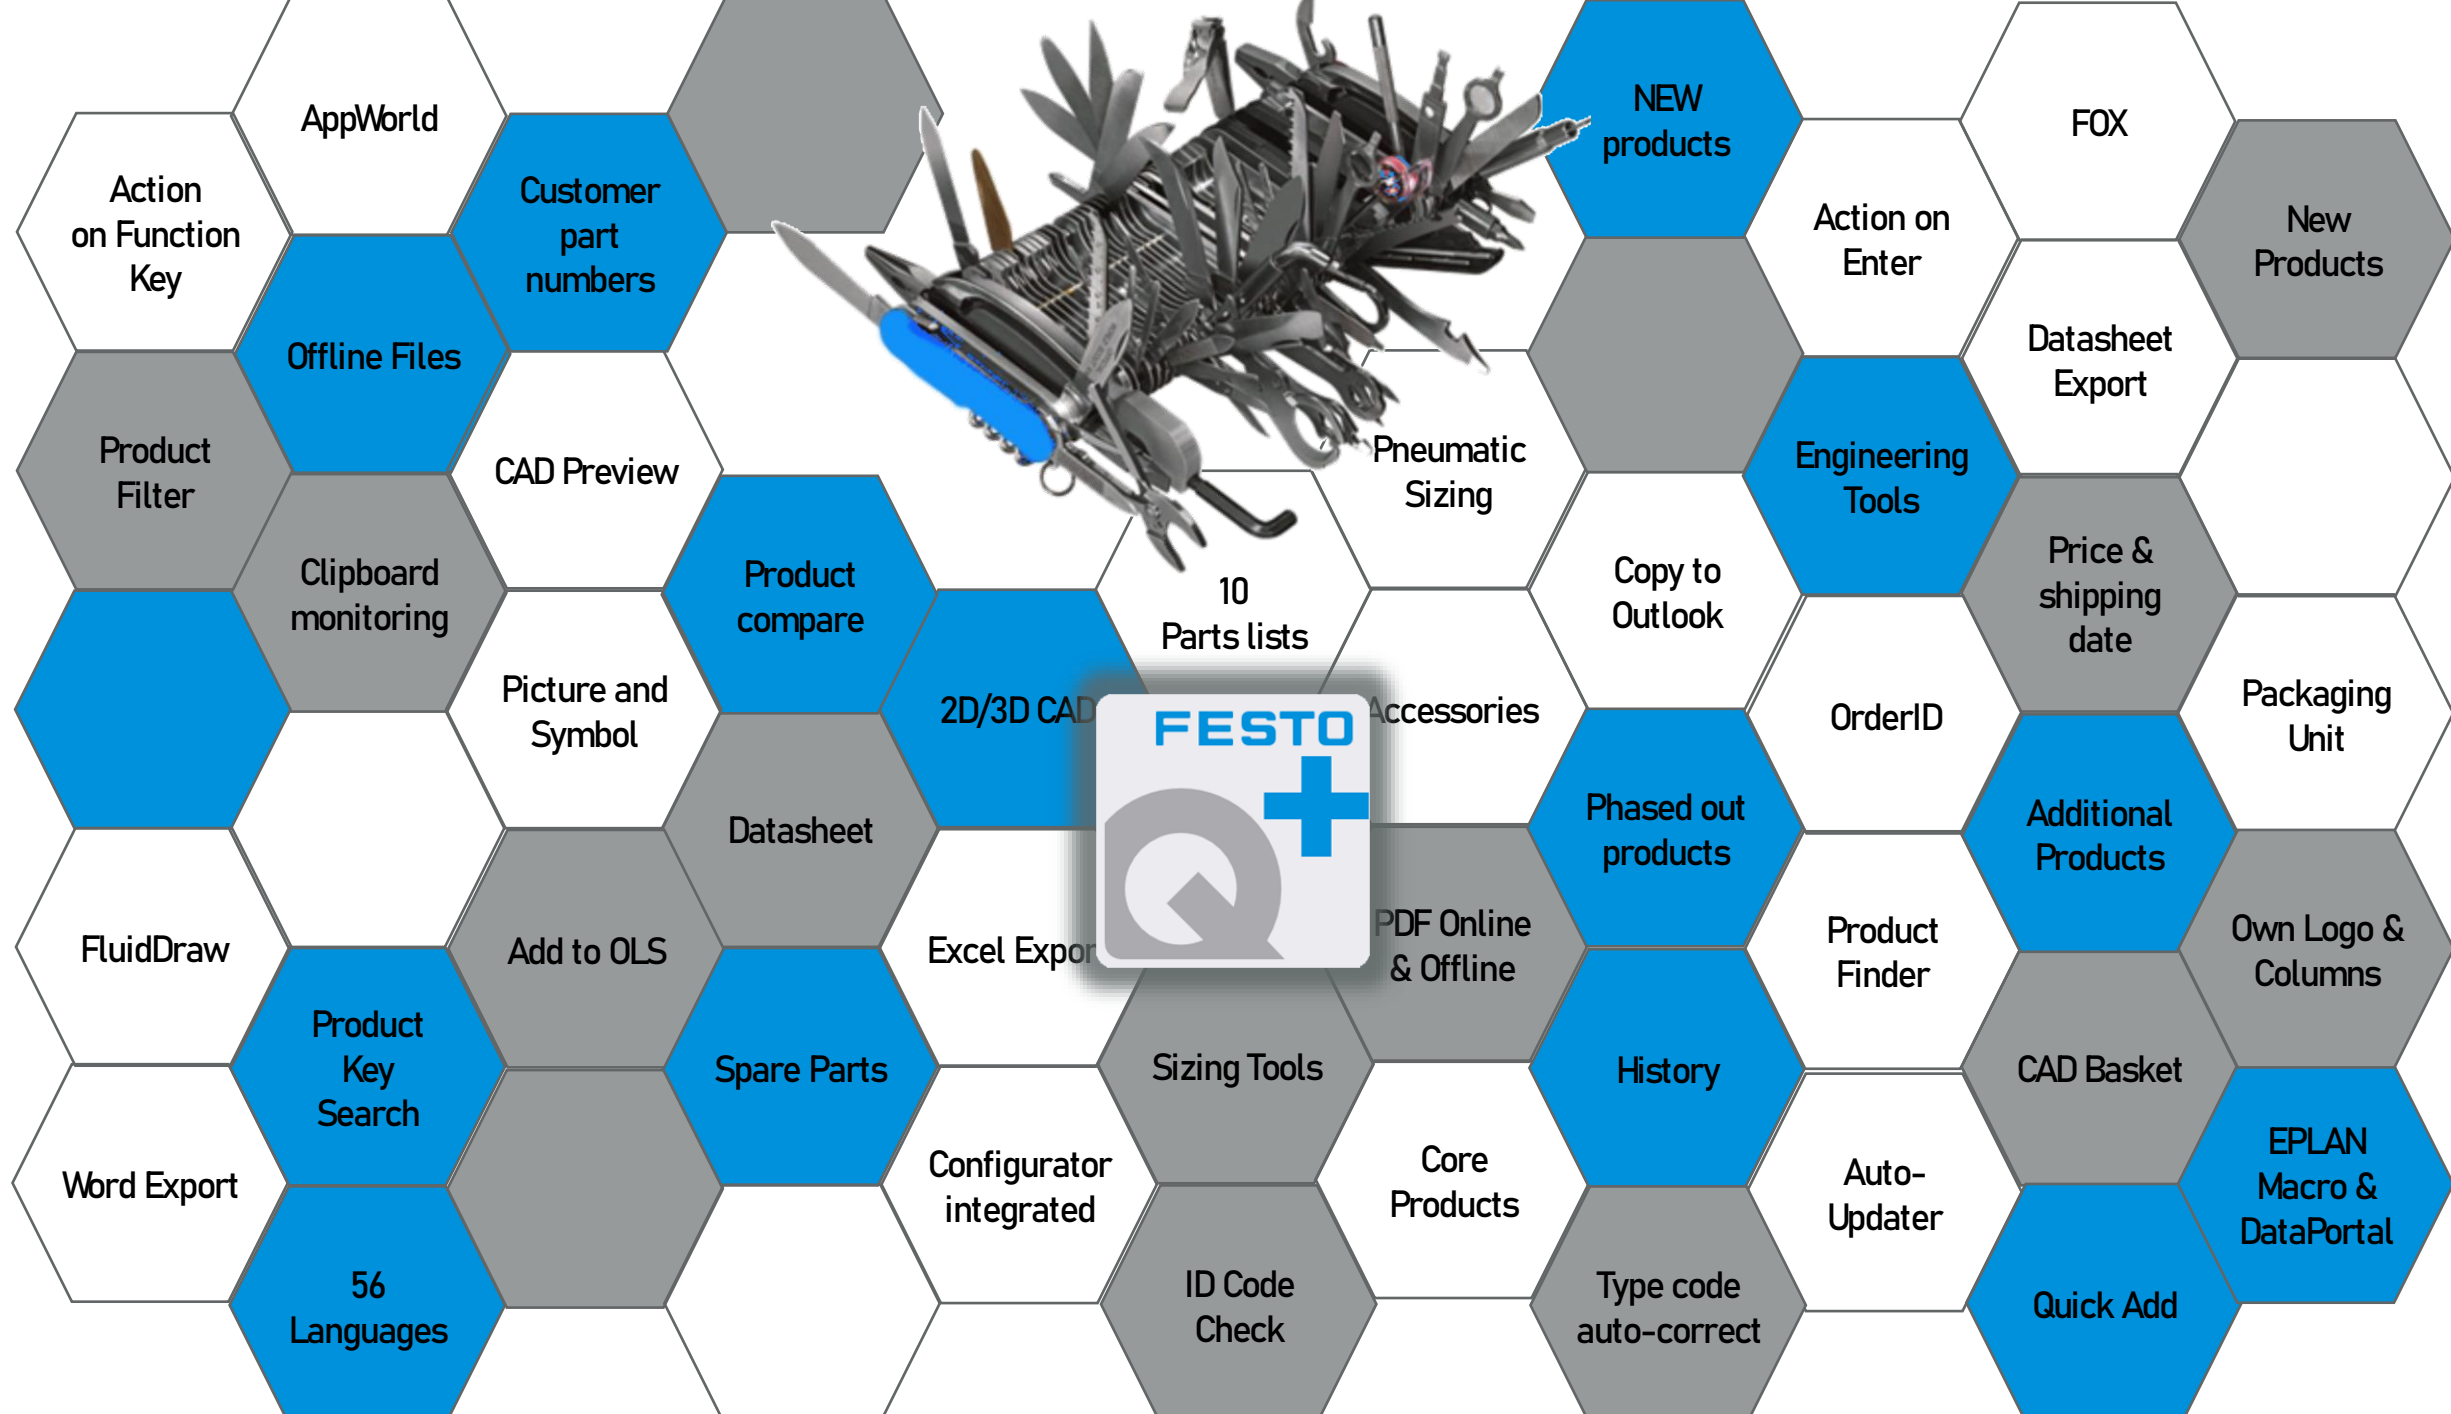 AppWorld
Action
on Function
Key
Customer
part
numbers
Offline Files
Product
Filter
CAD Preview
Clipboard
monitoring
Product
compare
Picture and
Symbol
2D/3D CAD
Datasheet
FluidDraw
Add to OLS
Excel Export
Product
Key
Search
Spare Parts
Word Export
Configurator
integrated
56
Languages
10
Parts lists
FESTO
Q+
Sizing Tools
ID Code
Check
NEW
products
FOX
Action on
Enter
New
Products
Datasheet
Export
Pneumatic
Sizing
Engineering
Tools
Copy to
Outlook
Price &
shipping
date
Accessories
OrderID
Packaging
Unit
Phased out
products
Additional
Products
PDF Online
& Offline
Product
Finder
Own Logo &
Columns
History
CAD Basket
Core
Products
Auto-
Updater
EPLAN
Macro &
DataPortal
Type code
auto-correct
Quick Add